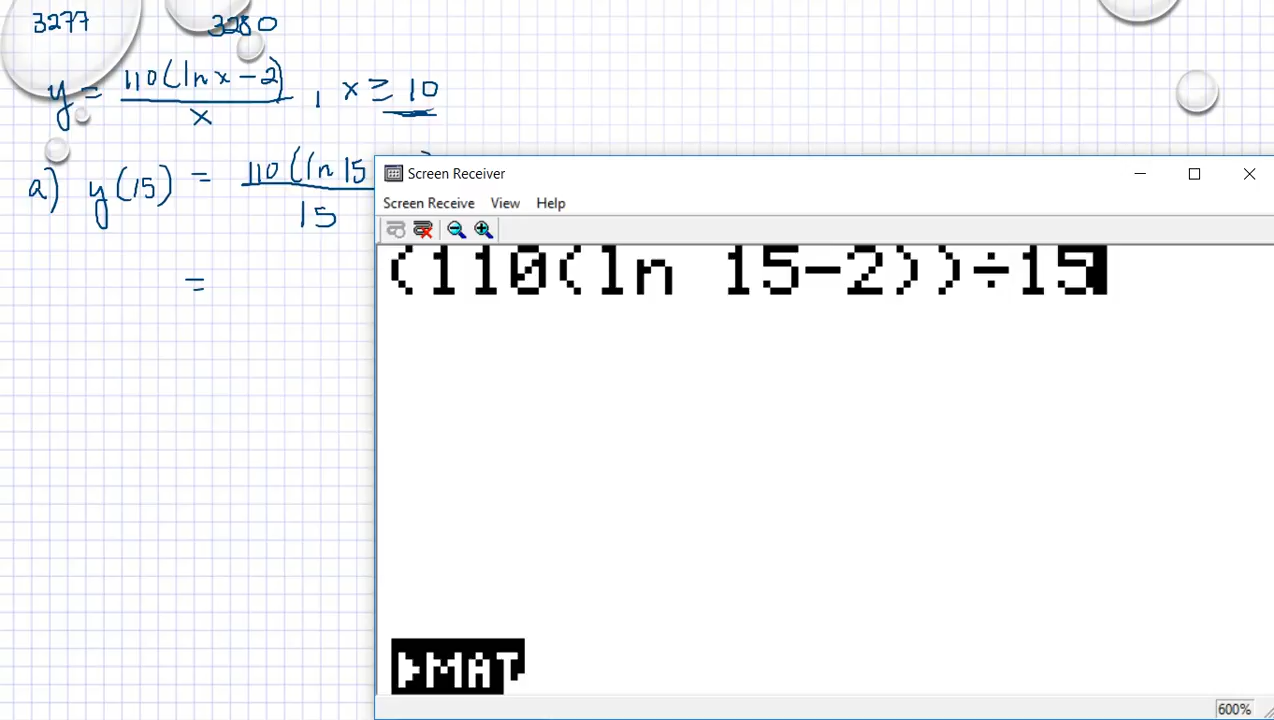 3277 3280
y = 110(ln x - 2) / x , x ≥ 10
a) y(15) = 110(ln 15 / 15
=
Screen Receiver
Screen Receive View Help
(110(ln 15-2))÷15
▶MAT
600%